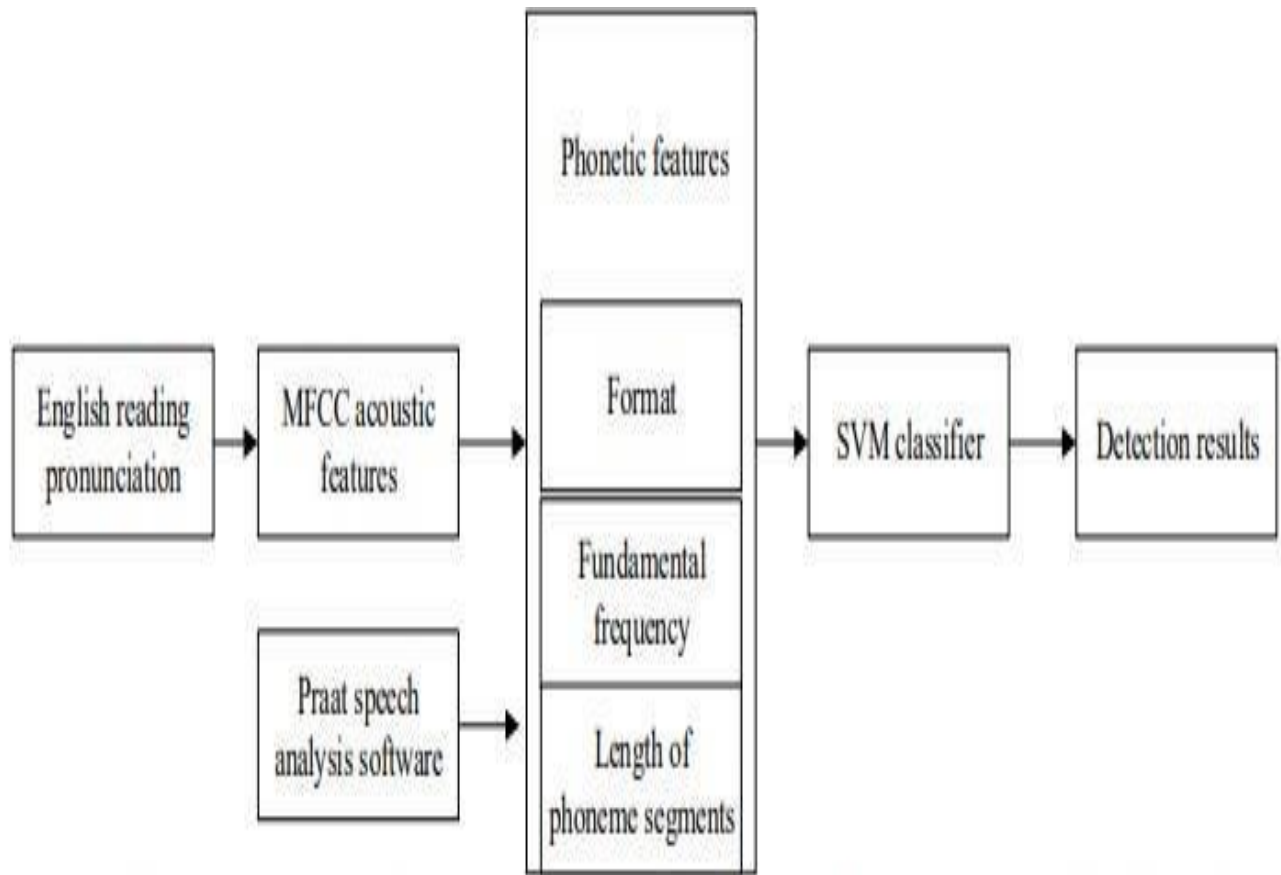 English reading
pronunciation
MFCC acoustic
features
Praat speech
analysis software
Phonetic features
Format
Fundamental
frequency
Length of
phoneme segments
SVM classifier
Detection results